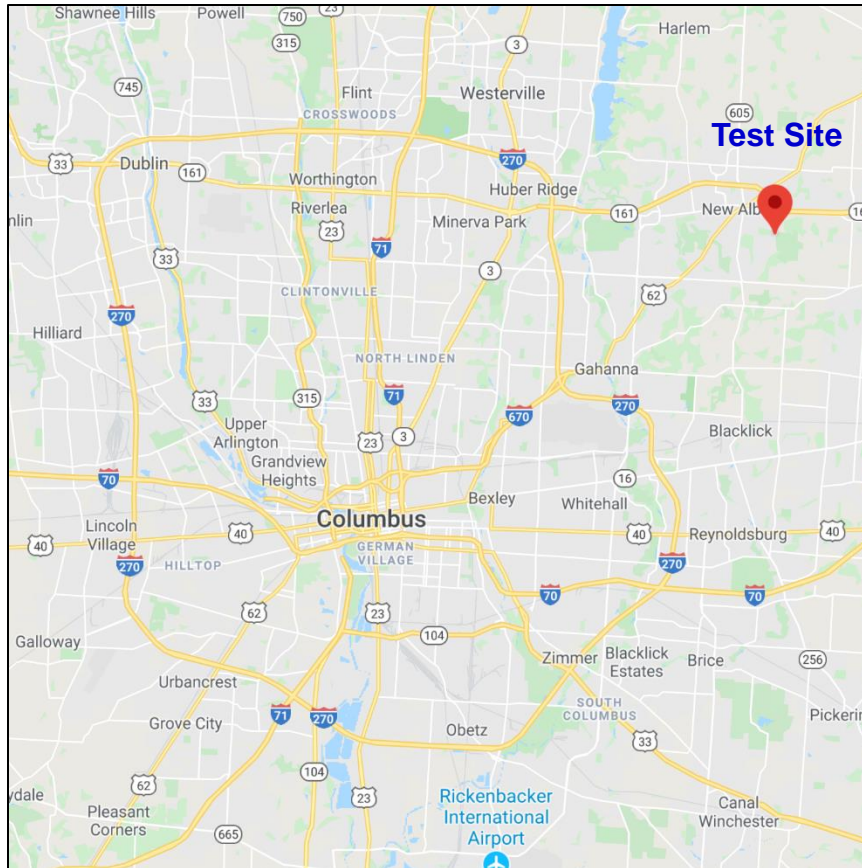 Shawnee Hills
Powell
750
23
315
3
Harlem
745
Flint
Westerville
CROSSWOODS
605
Test Site
33
Dublin
161
270
Worthington
Huber Ridge
Riverlea
Minerva Park
161
New Alb
16
23
71
33
3
CLINTONVILLE
62
270
Hilliard
NORTH LINDEN
Gahanna
33
315
71
270
670
Upper
Arlington
23
3
Blacklick
Grandview
Heights
70
16
Bexley
Whitehall
Columbus
Lincoln
Village
40
40
40
Reynoldsburg
GERMAN
VILLAGE
270
HILLTOP
270
70
70
62
23
104
Galloway
Zimmer
Blacklick
Estates
Brice
256
Urbancrest
SOUTH
COLUMBUS
Grove City
71
270
Obetz
Pickerin
33
104
62
23
Rickenbacker
International
Airport
ydale
Pleasant
Corners
665
Canal
Winchester